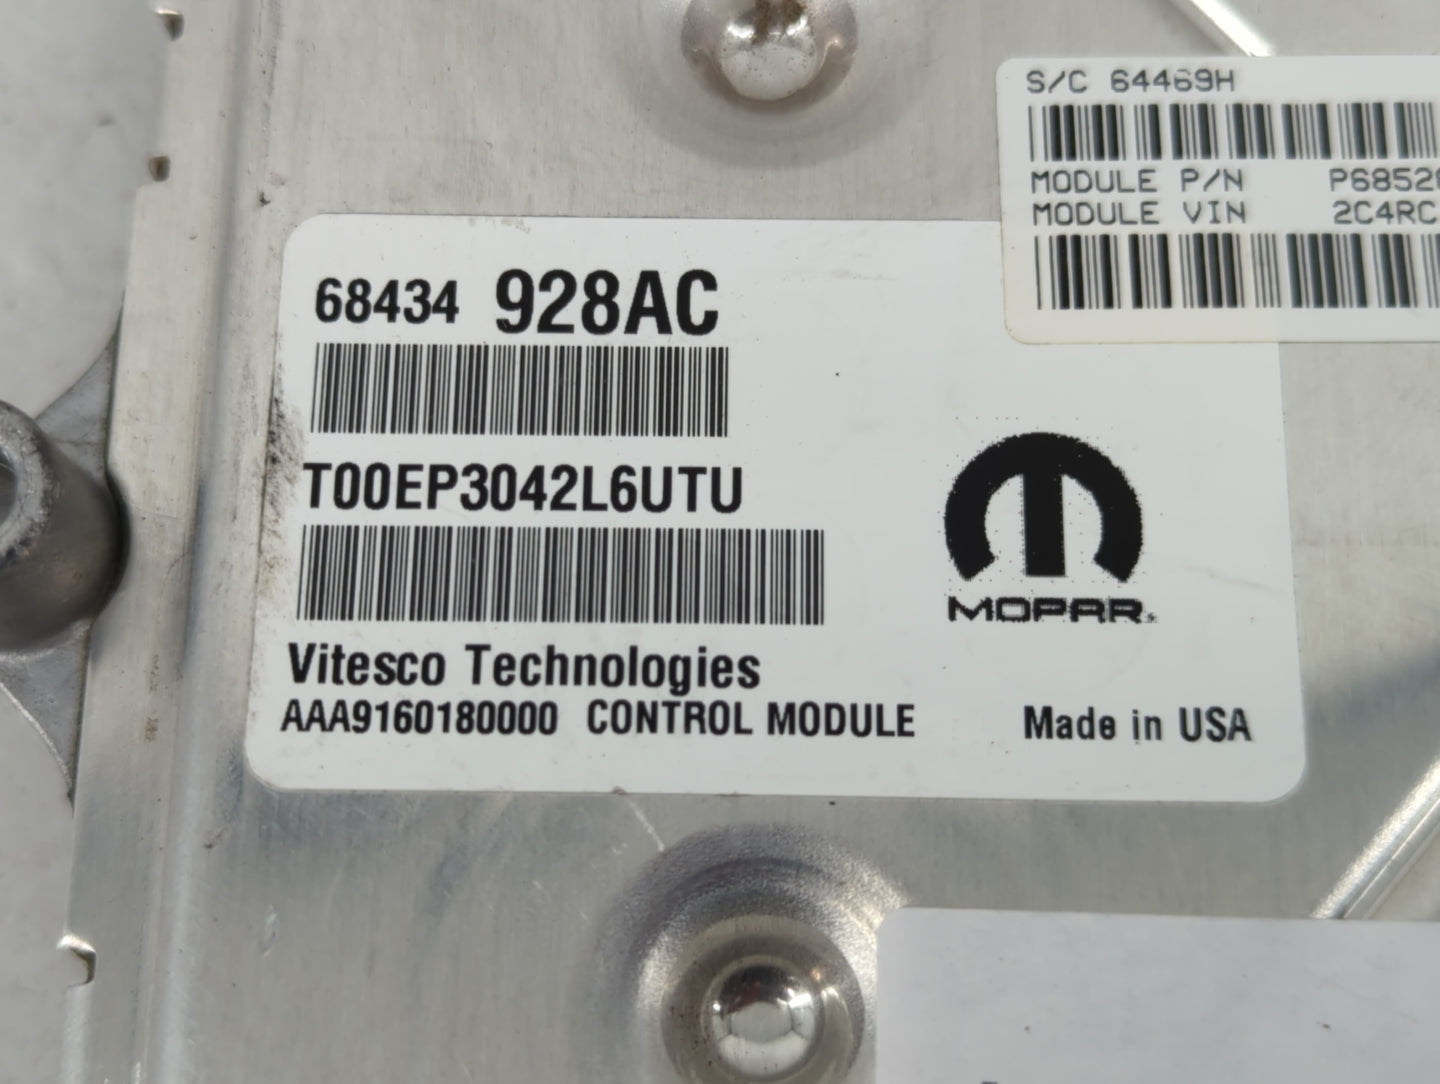 S/C 64469H
MODULE P/N P6852
MODULE VIN 2C4RC
68434 928AC
T00EP3042L6UTU
MOPAR
Vitesco Technologies
AAA9160180000 CONTROL MODULE Made in USA